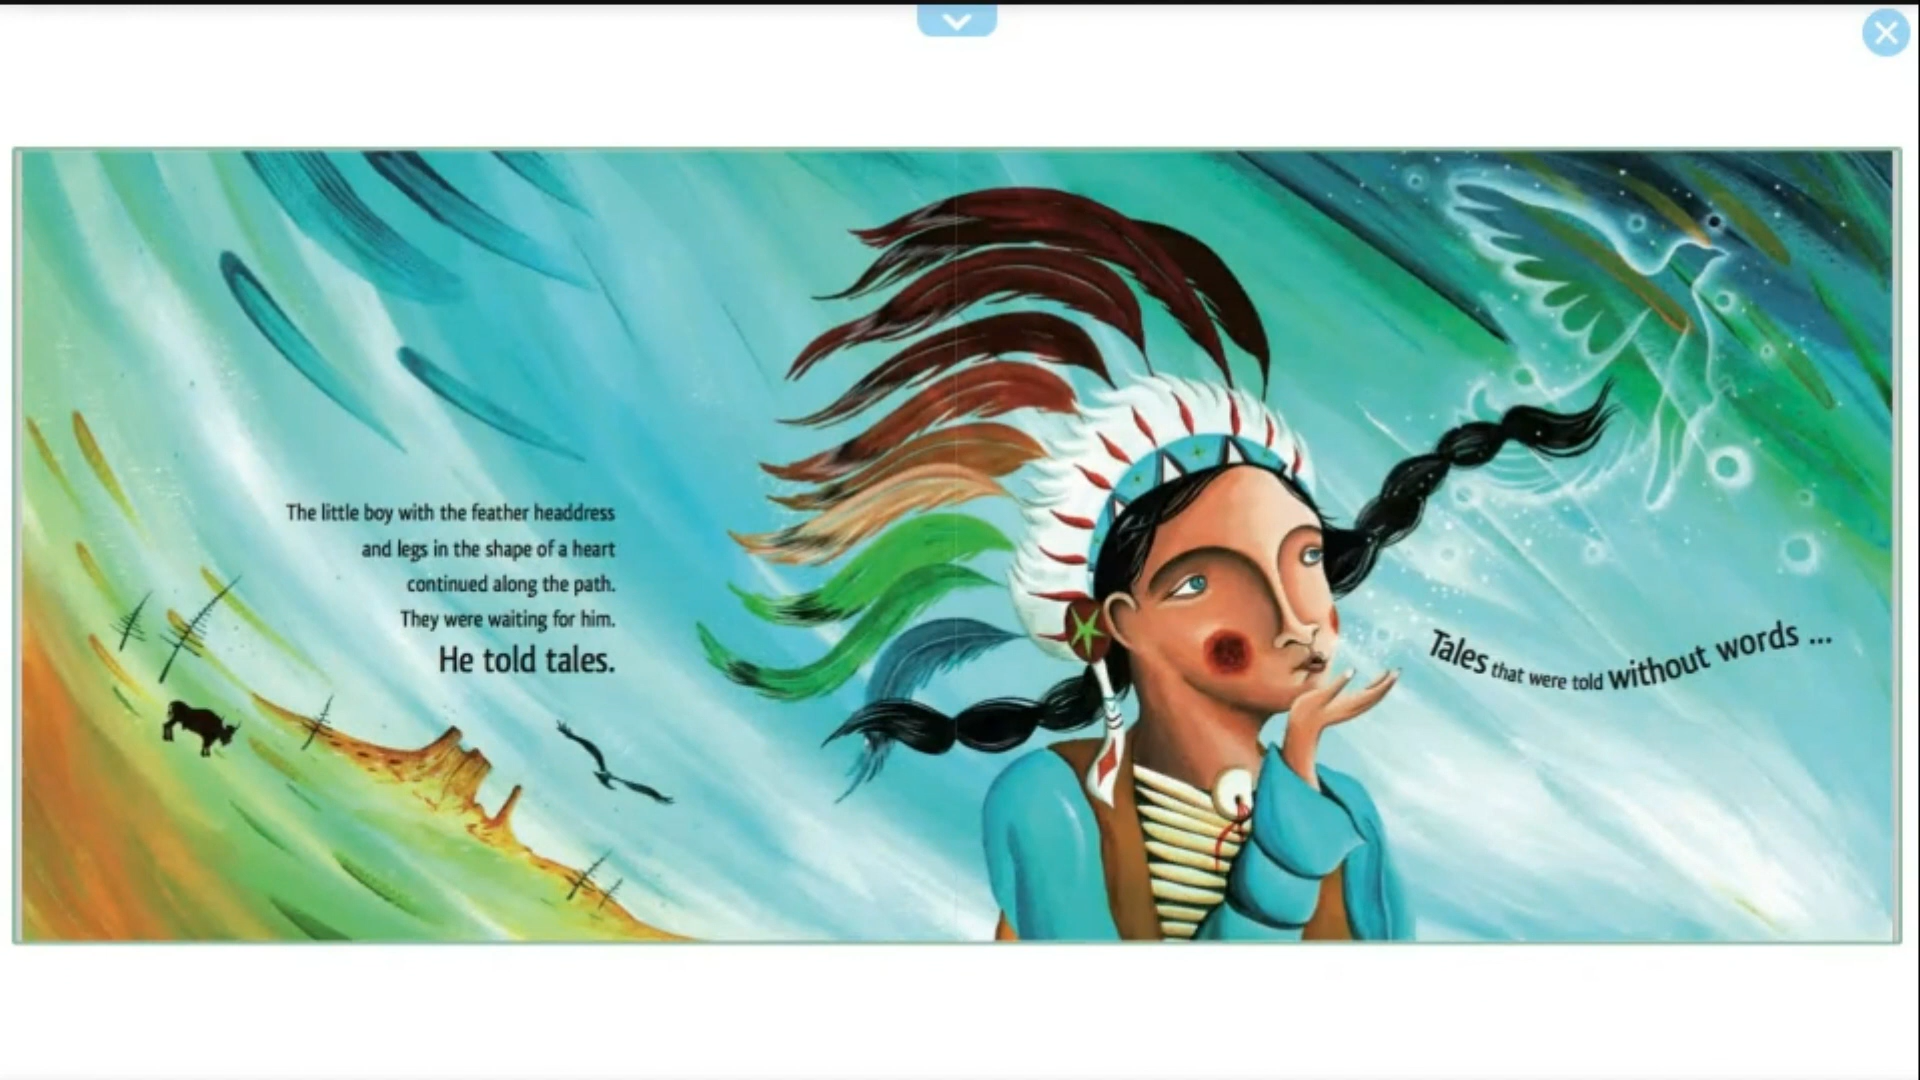 The little boy with the feather headdress
and legs in the shape of a heart
continued along the path.
They were waiting for him.
He told tales.
Tales that were told without words ...